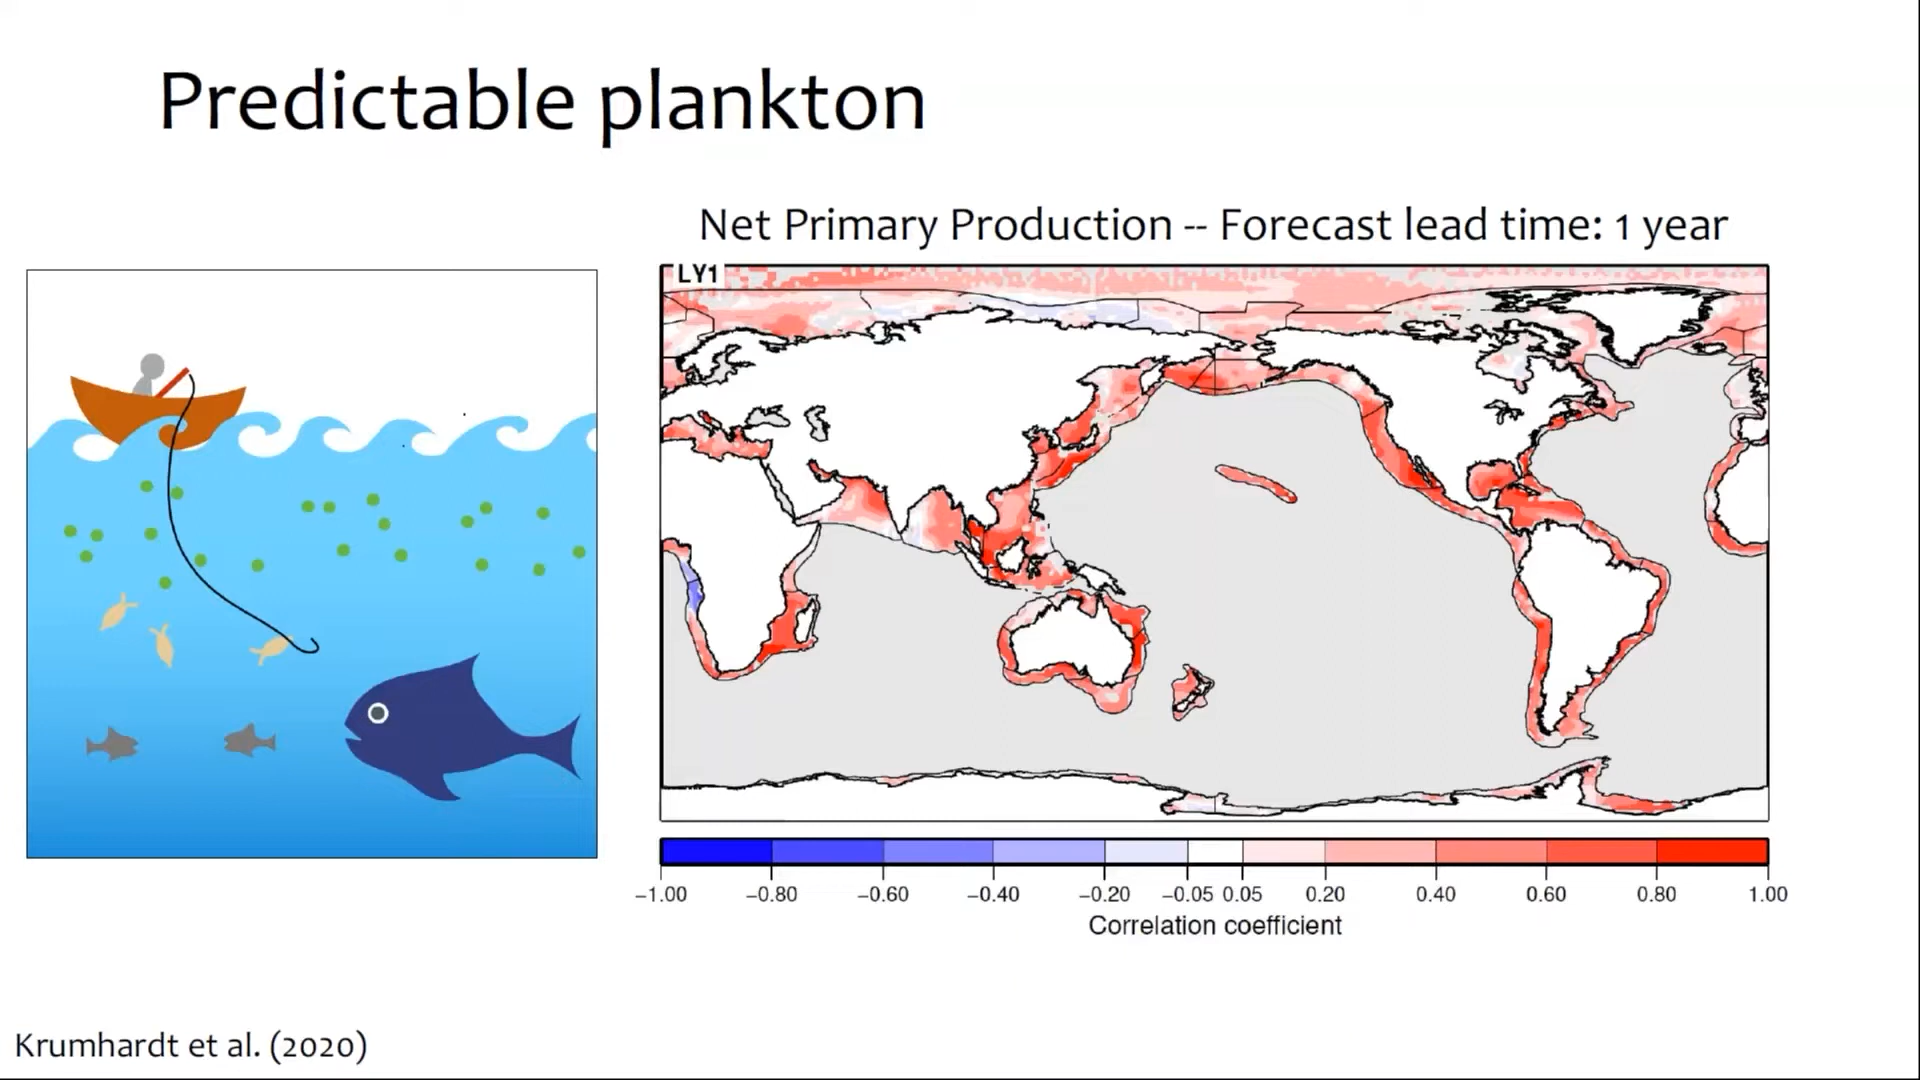 Predictable plankton
Net Primary Production -- Forecast lead time: 1 year
LY1
−1.00 −0.80 −0.60 −0.40 −0.20 −0.05 0.05 0.20 0.40 0.60 0.80 1.00
Correlation coefficient
Krumhardt et al. (2020)